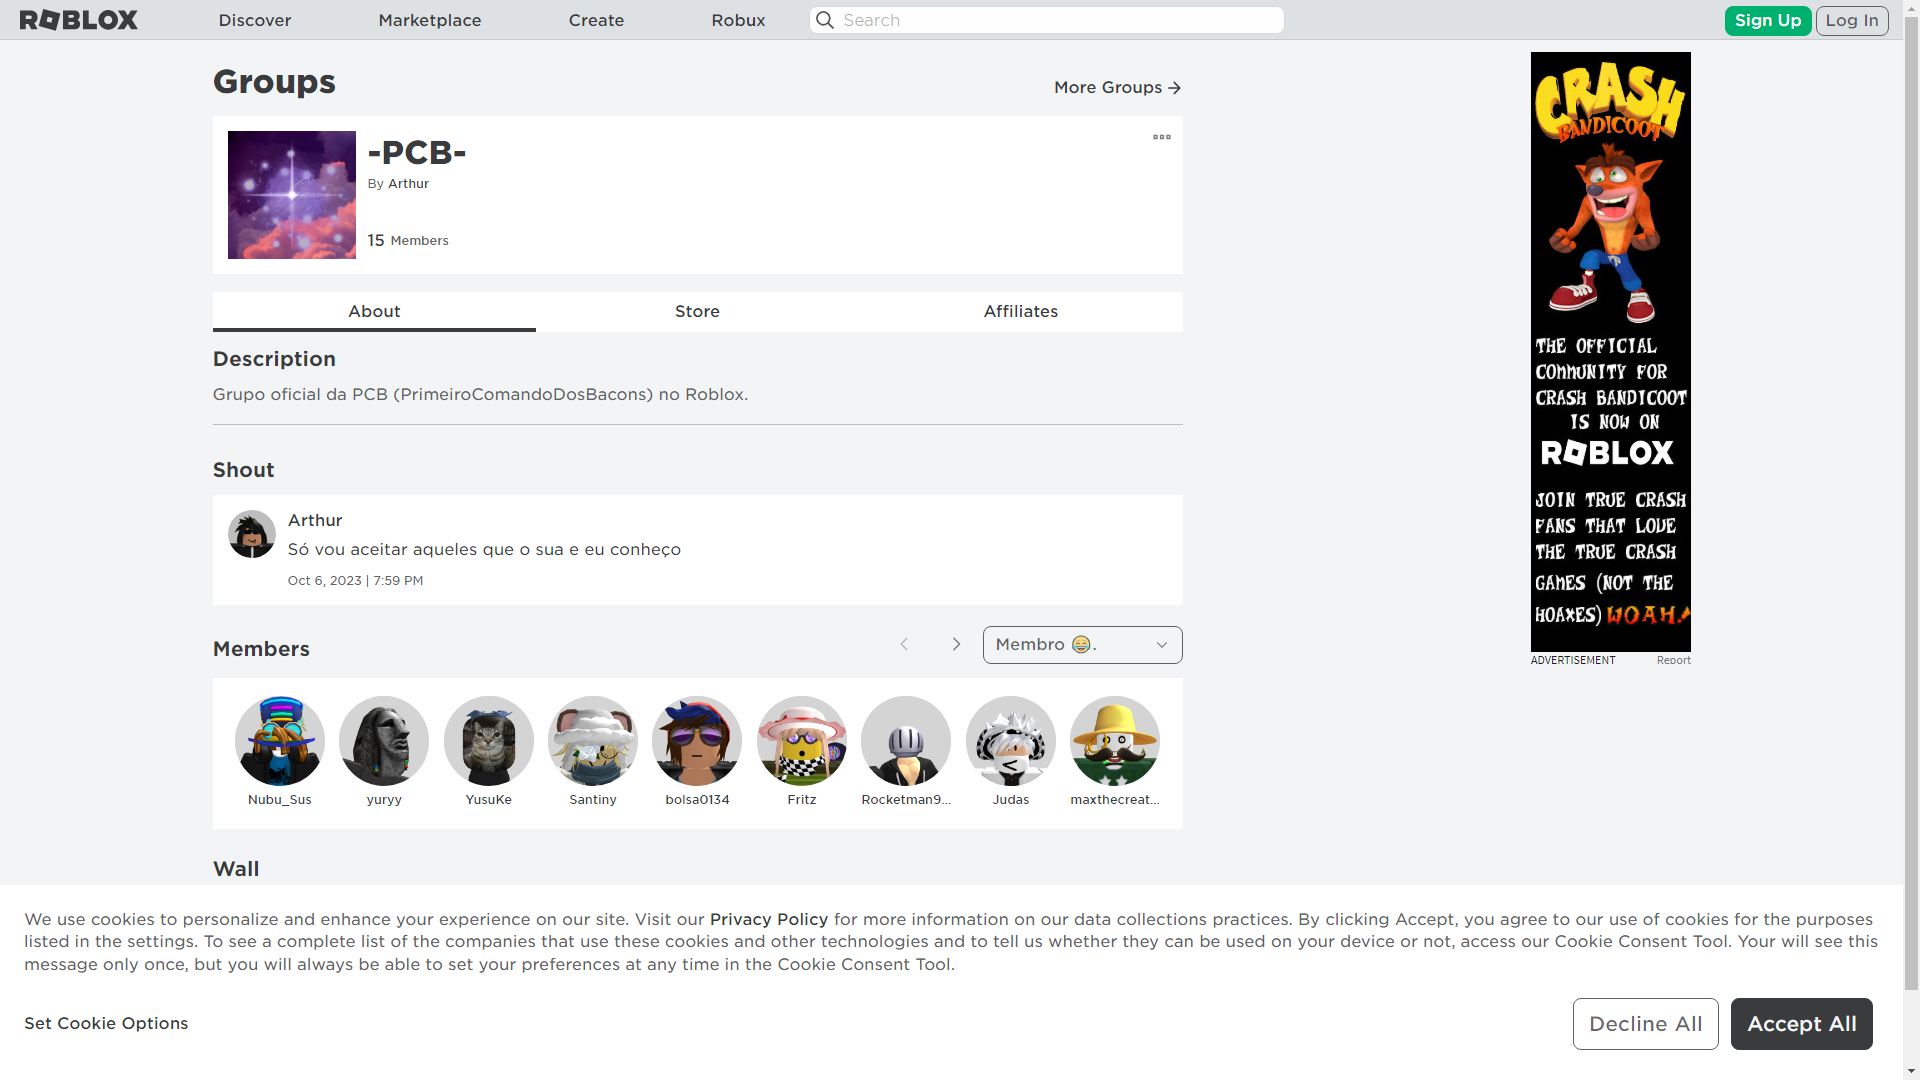 ROBLOX
Discover
Marketplace
Create
Robux
Search
Sign Up
Log In
Groups
More Groups
-PCB-
By Arthur
15 Members
About
Store
Affiliates
Description
Grupo oficial da PCB (PrimeiroComandoDosBacons) no Roblox.
Shout
Arthur
Só vou aceitar aqueles que o sua e eu conheço
Oct 6, 2023 | 7:59 PM
Members
Membro 😂.
Nubu_Sus
yuryy
YusuKe
Santiny
bolsa0134
Fritz
Rocketman9...
Judas
maxthecreat...
Wall
CRASH
BANDICOOT
THE OFFICIAL
COMMUNITY FOR
CRASH BANDICOOT
IS NOW ON
ROBLOX
JOIN TRUE CRASH
FANS THAT LOVE
THE TRUE CRASH
GAMES (NOT THE
HOAXES) WOAH!
ADVERTISEMENT
Report
We use cookies to personalize and enhance your experience on our site. Visit our Privacy Policy for more information on our data collections practices. By clicking Accept, you agree to our use of cookies for the purposes
listed in the settings. To see a complete list of the companies that use these cookies and other technologies and to tell us whether they can be used on your device or not, access our Cookie Consent Tool. Your will see this
message only once, but you will always be able to set your preferences at any time in the Cookie Consent Tool.
Set Cookie Options
Decline All
Accept All